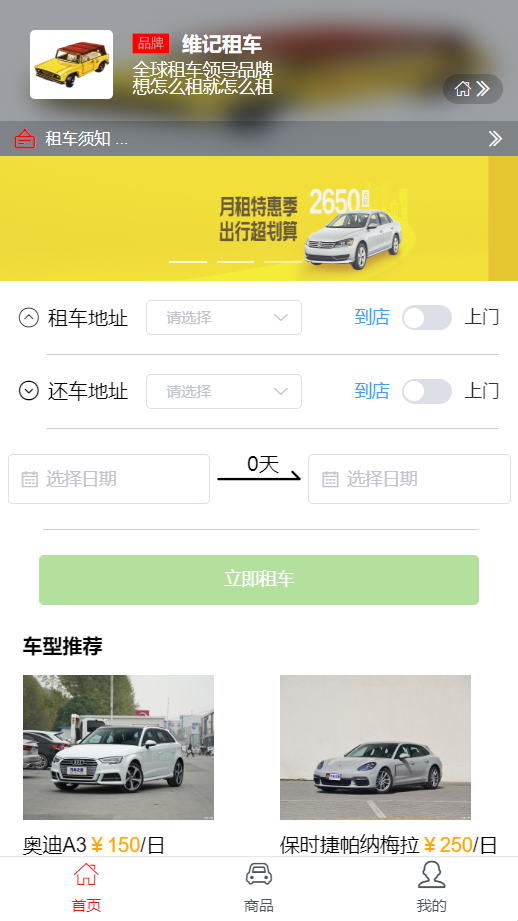 品牌 维记租车
全球租车领导品牌
想怎么租就怎么租
租车须知 ...
月租特惠季 2650
出行超划算
租车地址 请选择 到店 上门
还车地址 请选择 到店 上门
0天
选择日期 选择日期
立即租车
车型推荐
奥迪A3￥150/日 保时捷帕纳梅拉￥250/日
首页 商品 我的